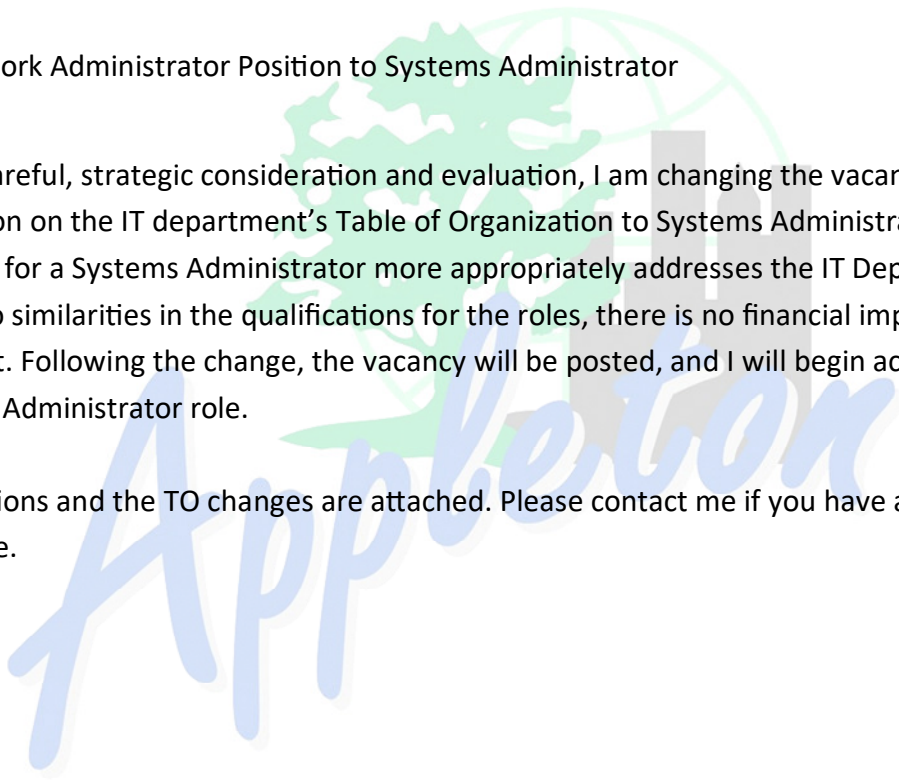 ork Administrator Position to Systems Administrator
areful, strategic consideration and evaluation, I am changing the vacan
on on the IT department's Table of Organization to Systems Administra
for a Systems Administrator more appropriately addresses the IT Dep
o similarities in the qualifications for the roles, there is no financial imp
t. Following the change, the vacancy will be posted, and I will begin ac
Administrator role.
tions and the TO changes are attached. Please contact me if you have a
e.
Appleton